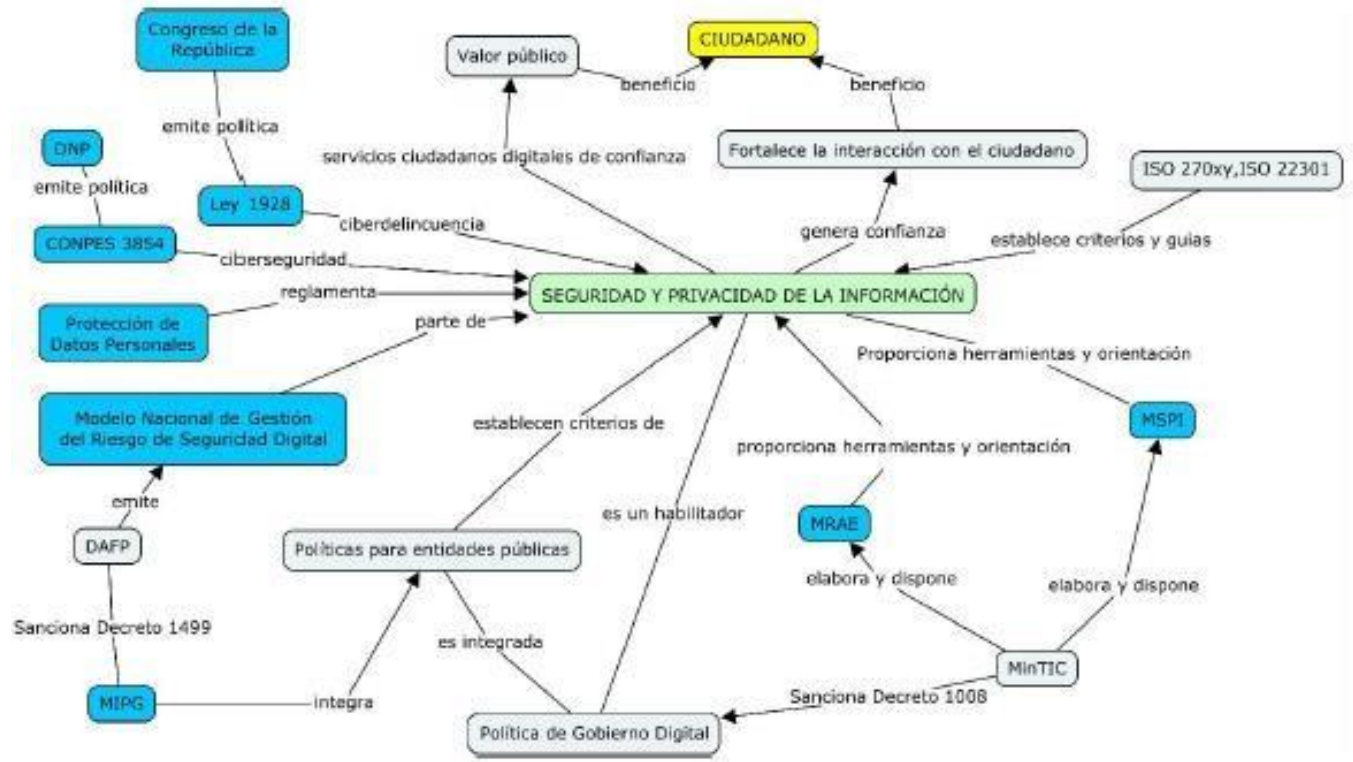 Congreso de la
República
CIUDADANO
Valor público
beneficio
beneficio
emite política
DNP
servicios ciudadanos digitales de confianza
Fortalece la interacción con el ciudadano
ISO 270xy,ISO 22301
emite política
Ley 1928
ciberdelincuencia
genera confianza
establece criterios y guias
CONPES 3854
ciberseguridad
reglamenta
SEGURIDAD Y PRIVACIDAD DE LA INFORMACIÓN
Protección de
Datos Personales
parte de
Proporciona herramientas y orientación
Modelo Nacional de Gestión
del Riesgo de Seguridad Digital
establecen criterios de
MSPI
proporciona herramientas y orientación
emite
es un habilitador
MRAE
DAFP
Políticas para entidades públicas
elabora y dispone
elabora y dispone
Sanciona Decreto 1499
es integrada
MinTIC
MIPG
integra
Sanciona Decreto 1008
Política de Gobierno Digital